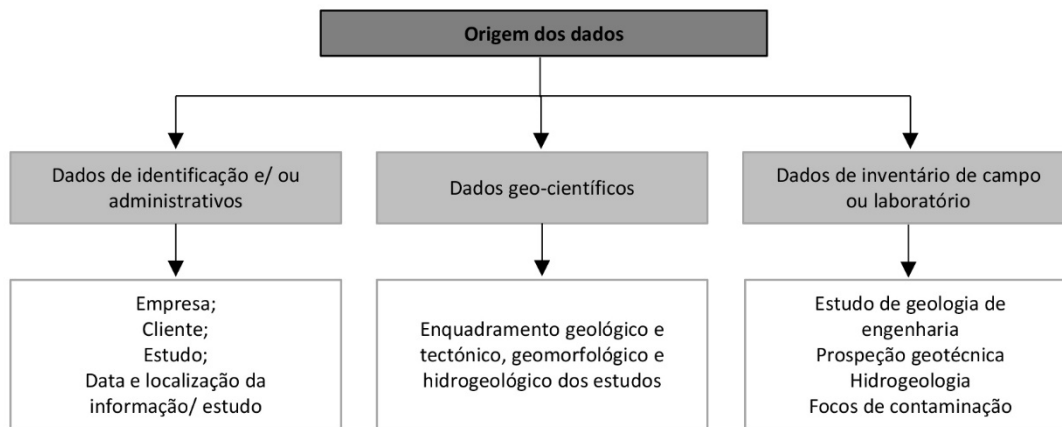 Origem dos dados
Dados de identificação e/ ou
administrativos
Dados geo-científicos
Dados de inventário de campo
ou laboratório
Empresa;
Cliente;
Estudo;
Data e localização da
informação/ estudo
Enquadramento geológico e
tectónico, geomorfológico e
hidrogeológico dos estudos
Estudo de geologia de
engenharia
Prospeção geotécnica
Hidrogeologia
Focos de contaminação